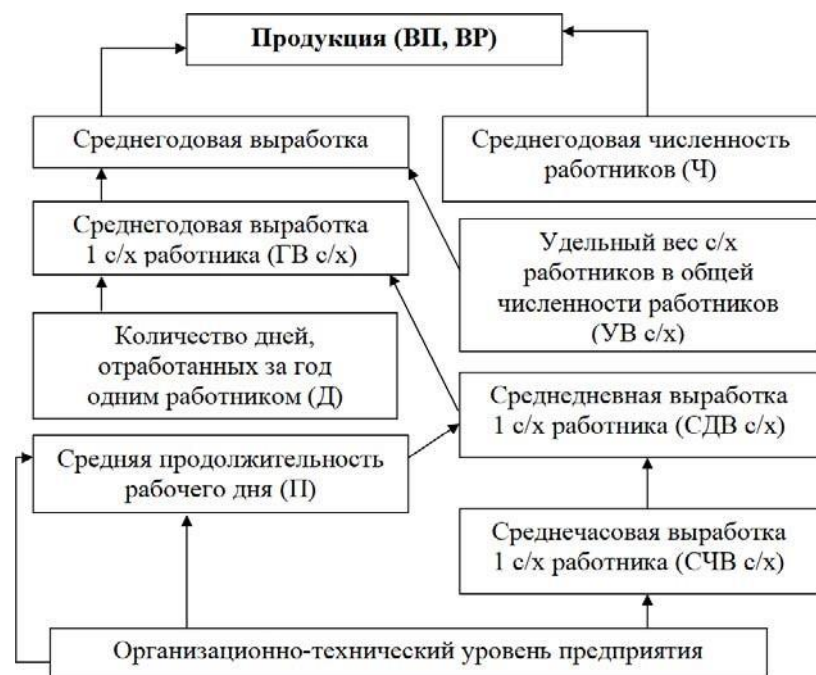 Продукция (ВП, ВР)
Среднегодовая выработка
Среднегодовая численность
работников (Ч)
Среднегодовая выработка
1 с/х работника (ГВ с/х)
Удельный вес с/х
работников в общей
численности работников
(УВ с/х)
Количество дней,
отработанных за год
одним работником (Д)
Среднедневная выработка
1 с/х работника (СДВ с/х)
Средняя продолжительность
рабочего дня (П)
Среднечасовая выработка
1 с/х работника (СЧВ с/х)
Организационно-технический уровень предприятия